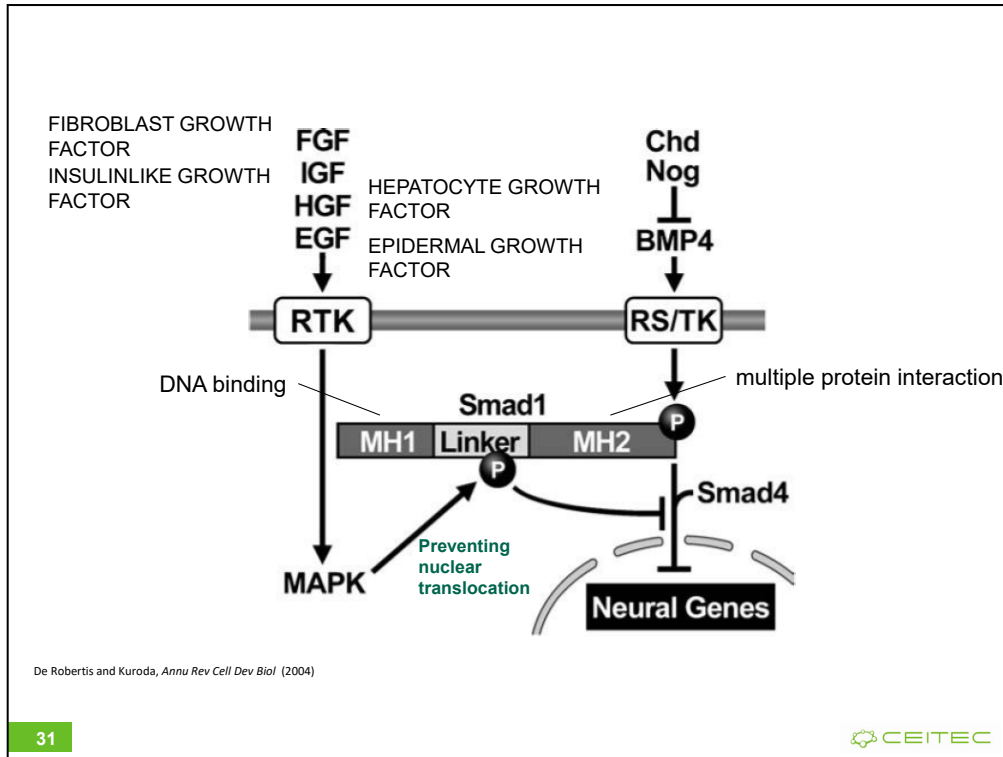 FIBROBLAST GROWTH
FACTOR
INSULINLIKE GROWTH
FACTOR
FGF
IGF
HGF
EGF
HEPATOCYTE GROWTH
FACTOR
EPIDERMAL GROWTH
FACTOR
Chd
Nog
BMP4
RTK
RS/TK
DNA binding
multiple protein interaction
Smad1
P
MH1 Linker MH2
P
Smad4
Preventing
nuclear
translocation
MAPK
Neural Genes
De Robertis and Kuroda, Annu Rev Cell Dev Biol (2004)
31
CEITEC